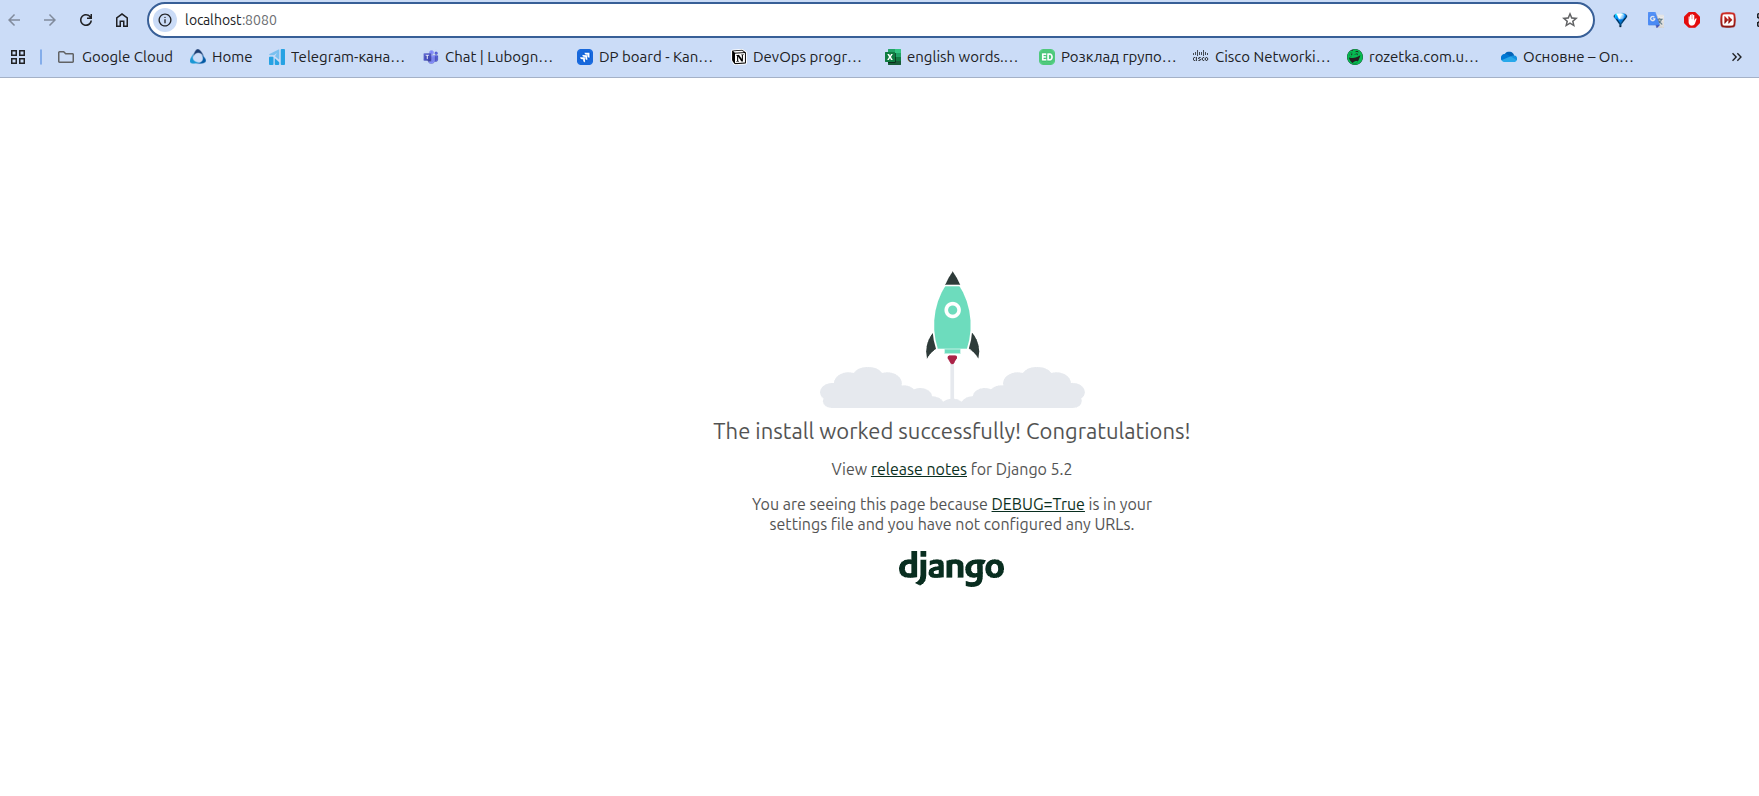 localhost:8080
Google Cloud Home Telegram-кана... Chat | Lubogn... DP board - Kan... DevOps progr... english words.... ED Розклад групо... cisco Cisco Networki... rozetka.com.u... Основне – On... »
The install worked successfully! Congratulations!
View release notes for Django 5.2
You are seeing this page because DEBUG=True is in your
settings file and you have not configured any URLs.
django